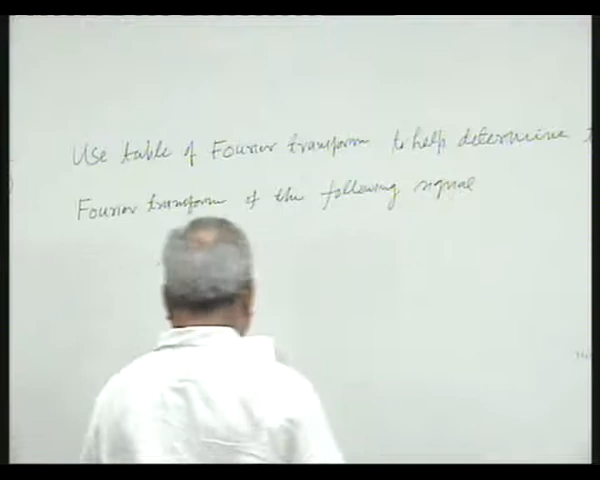 Use table of Fourier transform to help determine
Fourier transform of the following signal